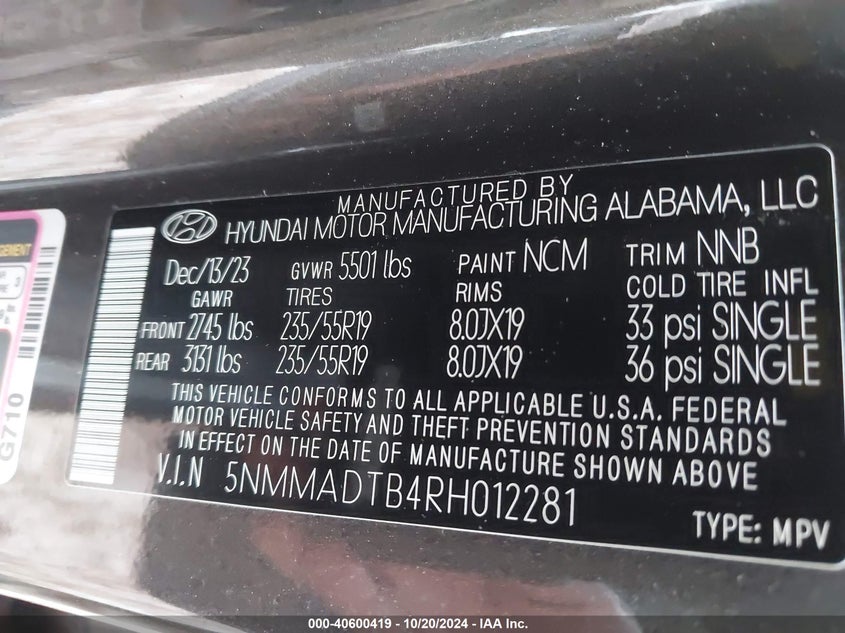 MANUFACTURED BY
HYUNDAI MOTOR MANUFACTURING ALABAMA, LLC
Dec/13/23 GVWR 5501 lbs PAINT NCM TRIM NNB
GAWR TIRES RIMS COLD TIRE INFL
FRONT 2745 lbs 235/55R19 8.0JX19 33 psi SINGLE
REAR 3131 lbs 235/55R19 8.0JX19 36 psi SINGLE
THIS VEHICLE CONFORMS TO ALL APPLICABLE U.S.A. FEDERAL
MOTOR VEHICLE SAFETY AND THEFT PREVENTION STANDARDS
IN EFFECT ON THE DATE OF MANUFACTURE SHOWN ABOVE
V.I.N 5NMMADTB4RH012281
TYPE: MPV
G710
000-40600419 - 10/20/2024 - IAA Inc.